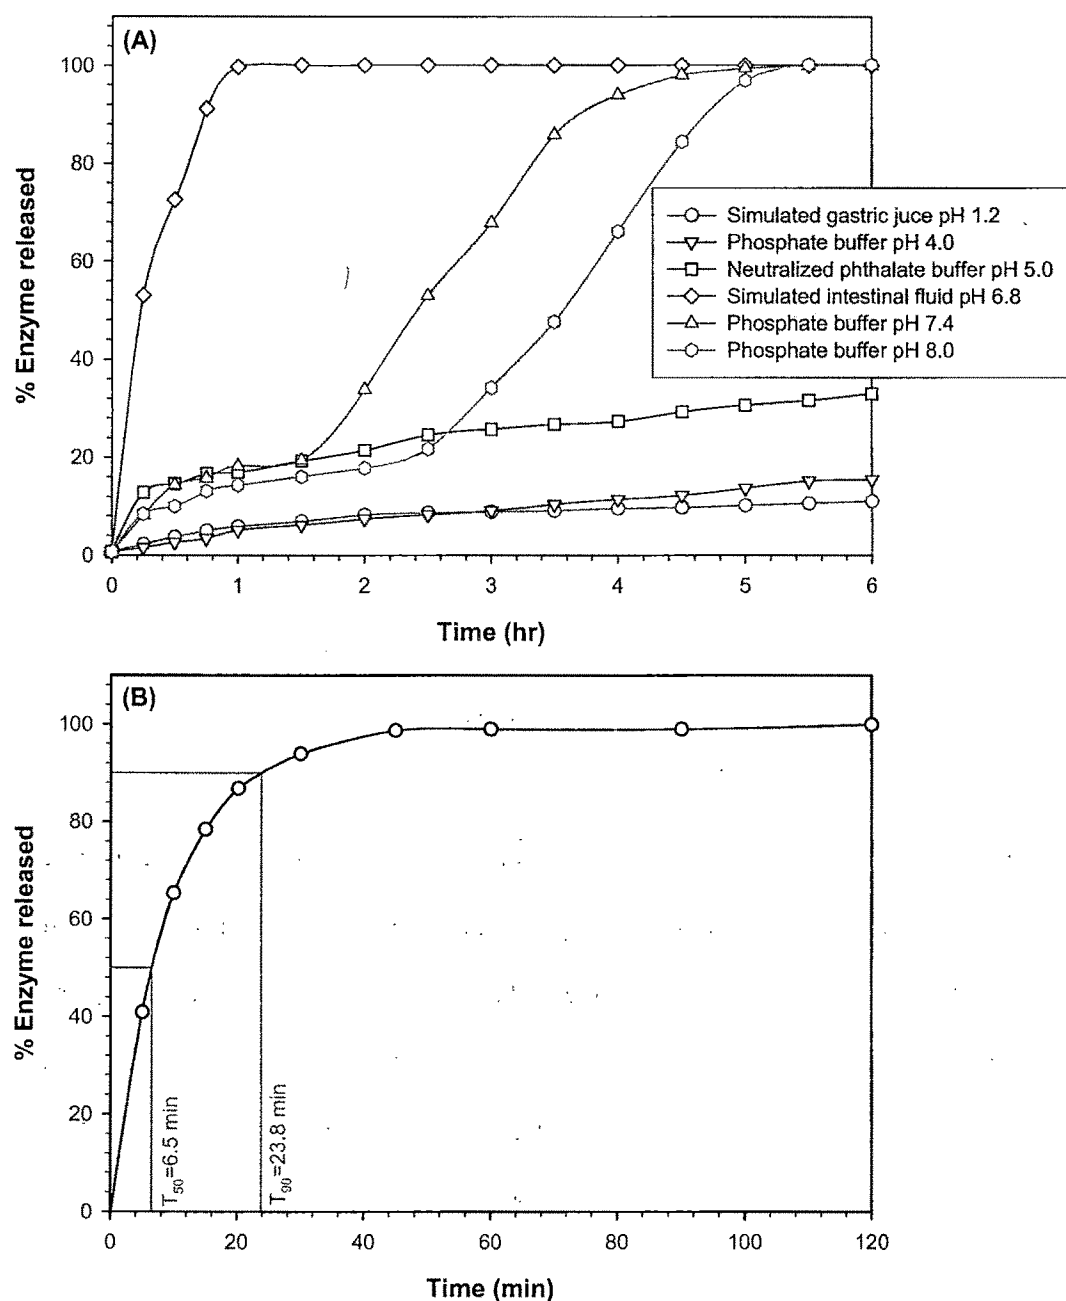 (A)
100
80
60
40
20
0
% Enzyme released
Simulated gastric juce pH 1.2
Phosphate buffer pH 4.0
Neutralized phthalate buffer pH 5.0
Simulated intestinal fluid pH 6.8
Phosphate buffer pH 7.4
Phosphate buffer pH 8.0
0 1 2 3 4 5 6
Time (hr)
(B)
100
80
60
40
20
0
% Enzyme released
T50=6.5 min
T90=23.8 min
0 20 40 60 80 100 120
Time (min)